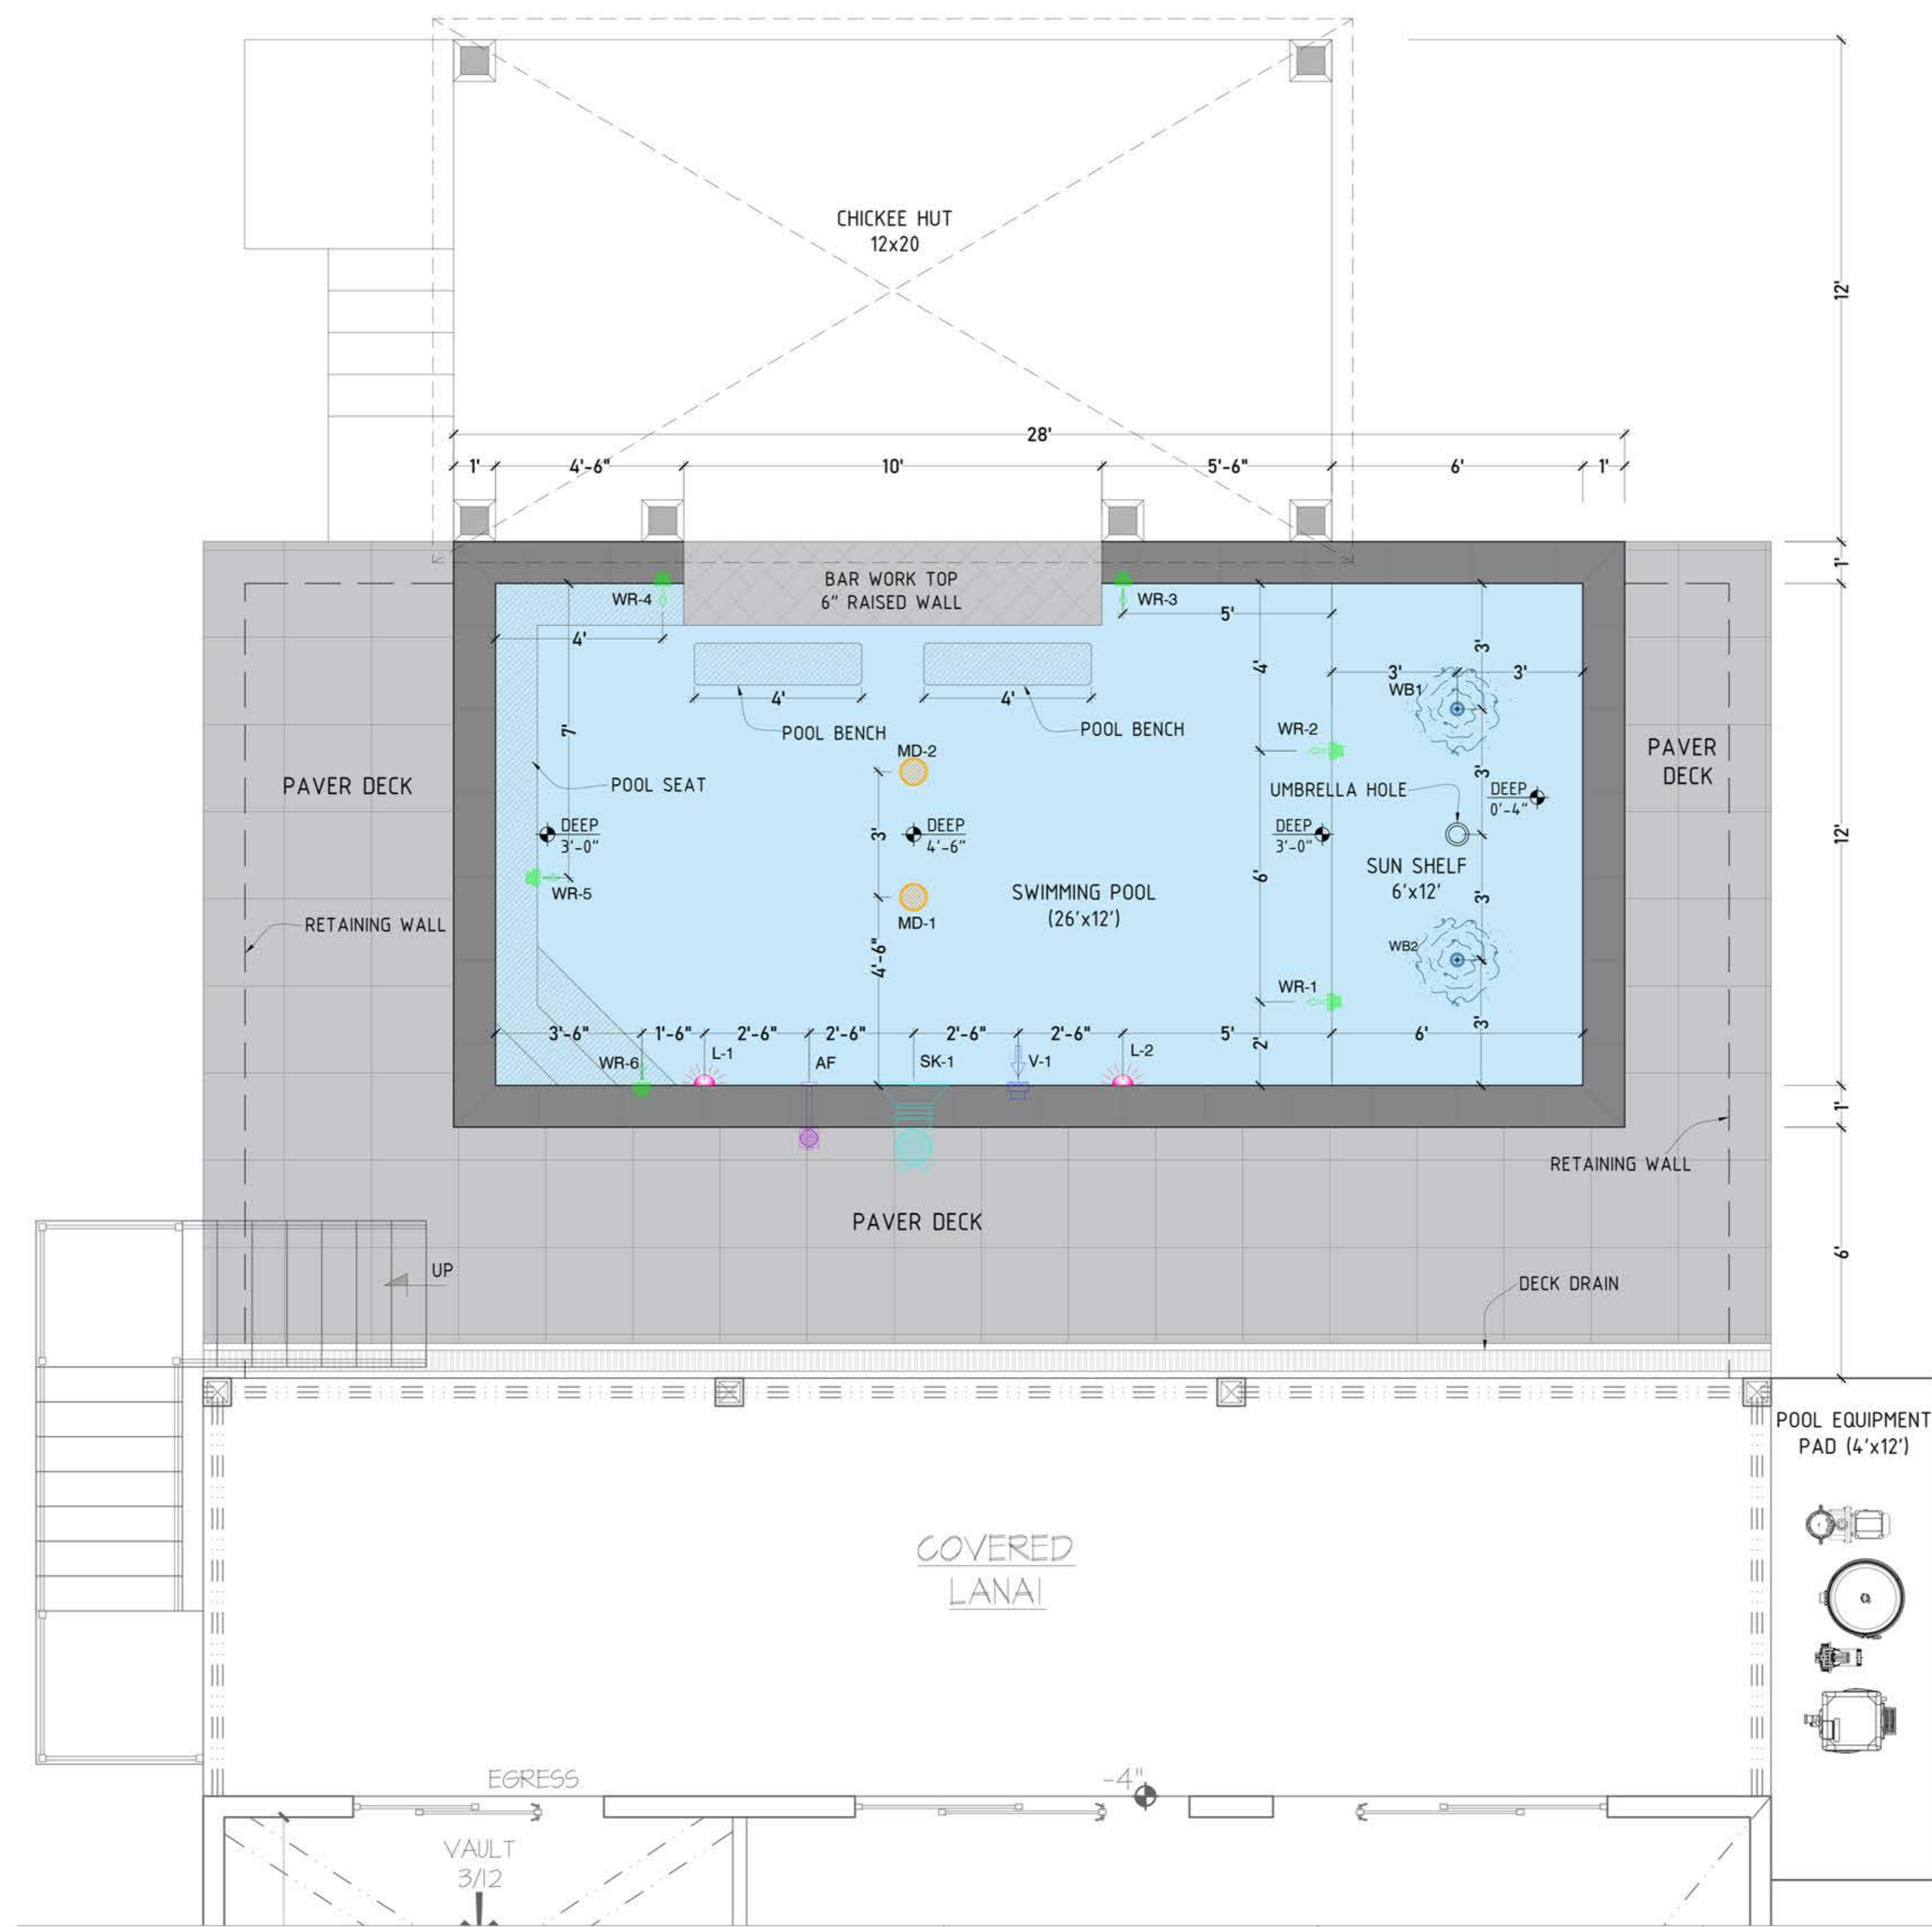 CHICKEE HUT
12x20
12'
28'
1'
4'-6"
10'
5'-6"
6'
1'
1'
BAR WORK TOP
6" RAISED WALL
WR-4
WR-3
4'
5'
4'
3'
3'
3'
WB1
4'
4'
7'
POOL BENCH
POOL BENCH
WR-2
MD-2
PAVER
DECK
PAVER DECK
POOL SEAT
3'
UMBRELLA HOLE
DEEP
0'-4"
DEEP
3'-0"
3'
DEEP
4'-6"
DEEP
3'-0"
12'
SUN SHELF
6'x12'
6'
SWIMMING POOL
(26'x12')
WR-5
3'
MD-1
RETAINING WALL
4'-6"
WB2
WR-1
3'-6"
1'-6"
2'-6"
2'-6"
2'-6"
2'-6"
5'
2'
6'
3'
WR-6
L-1
AF
SK-1
V-1
L-2
1'
RETAINING WALL
PAVER DECK
UP
6'
DECK DRAIN
POOL EQUIPMENT
PAD (4'x12')
COVERED
LANAI
EGRESS
-4"
VAULT
3/12